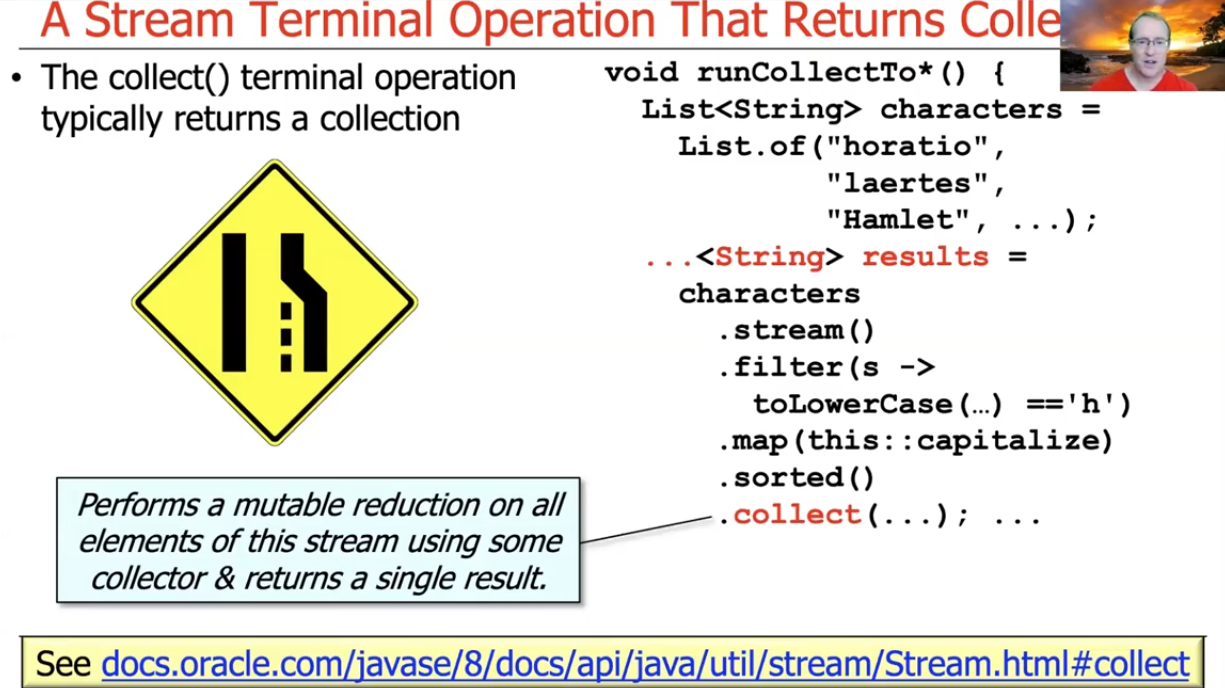 A Stream Terminal Operation That Returns Colle
• The collect() terminal operation
typically returns a collection
void runCollectTo*() {
List<String> characters =
List.of("horatio",
"laertes",
"Hamlet", ...);
...<String> results =
characters
.stream()
.filter(s ->
toLowerCase(…) =='h')
.map(this::capitalize)
.sorted()
.collect(...); ...
Performs a mutable reduction on all
elements of this stream using some
collector & returns a single result.
See docs.oracle.com/javase/8/docs/api/java/util/stream/Stream.html#collect